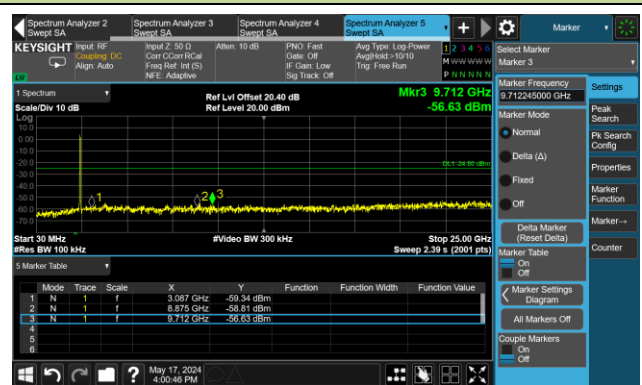 Spectrum Analyzer 2
Swept SA
Spectrum Analyzer 3
Swept SA
Spectrum Analyzer 4
Swept SA
Spectrum Analyzer 5
Swept SA
Marker
KEYSIGHT
Input: RF
Coupling: DC
Align: Auto
Input Z: 50 Ω
Corr CCorr RCal
Freq Ref: Int (S)
NFE: Adaptive
Atten: 10 dB
PNO: Fast
Gate: Off
IF Gain: Low
Sig Track: Off
Avg Type: Log-Power
Avg|Hold:>10/10
Trig: Free Run
1 2 3 4 5 6
M W W W W W
P N N N N N
LW
Select Marker
Marker 3
1 Spectrum
Scale/Div 10 dB
Ref Lvl Offset 20.40 dB
Ref Level 20.00 dBm
Mkr3 9.712 GHz
-56.63 dBm
Log
10.0
0.00
-10.0
-20.0
-30.0
-40.0
-50.0
-60.0
-70.0
DL1 -24.80 dBm
1
2
3
Start 30 MHz
#Video BW 300 kHz
Stop 25.00 GHz
#Res BW 100 kHz
Sweep 2.39 s (2001 pts)
5 Marker Table
Mode Trace Scale X Y Function Function Width Function Value
1 N 1 f 3.087 GHz -59.34 dBm
2 N 1 f 8.875 GHz -58.81 dBm
3 N 1 f 9.712 GHz -56.63 dBm
4
5
6
Marker Frequency
9.712245000 GHz
Marker Mode
Normal
Delta (Δ)
Fixed
Off
Delta Marker
(Reset Delta)
Marker Table
On
Off
Marker Settings
Diagram
All Markers Off
Couple Markers
On
Off
Settings
Peak
Search
Pk Search
Config
Properties
Marker
Function
Marker→
Counter
?
May 17, 2024
4:00:46 PM